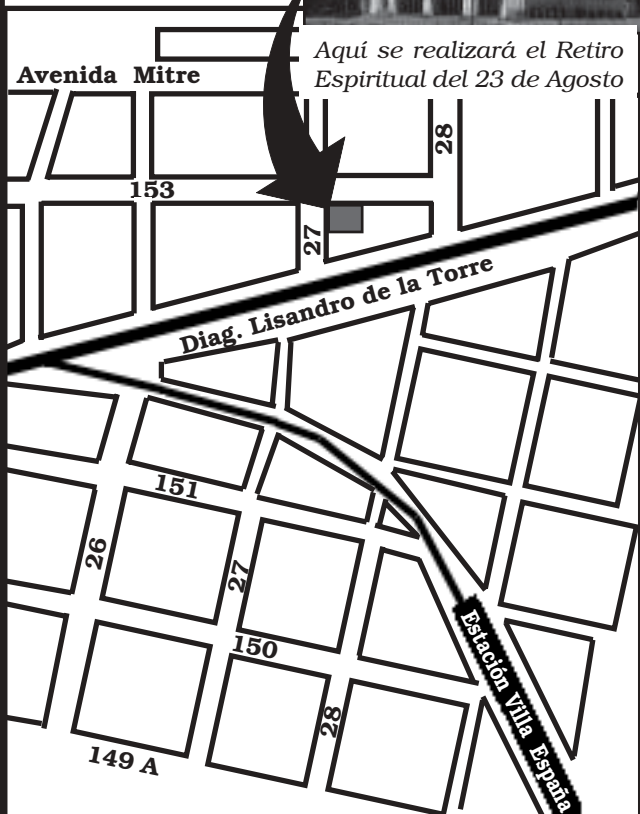 Aquí se realizará el Retiro
Espiritual del 23 de Agosto
Avenida Mitre
28
153
27
Diag. Lisandro de la Torre
151
26
27
150
28
149 A
Estación Villa España